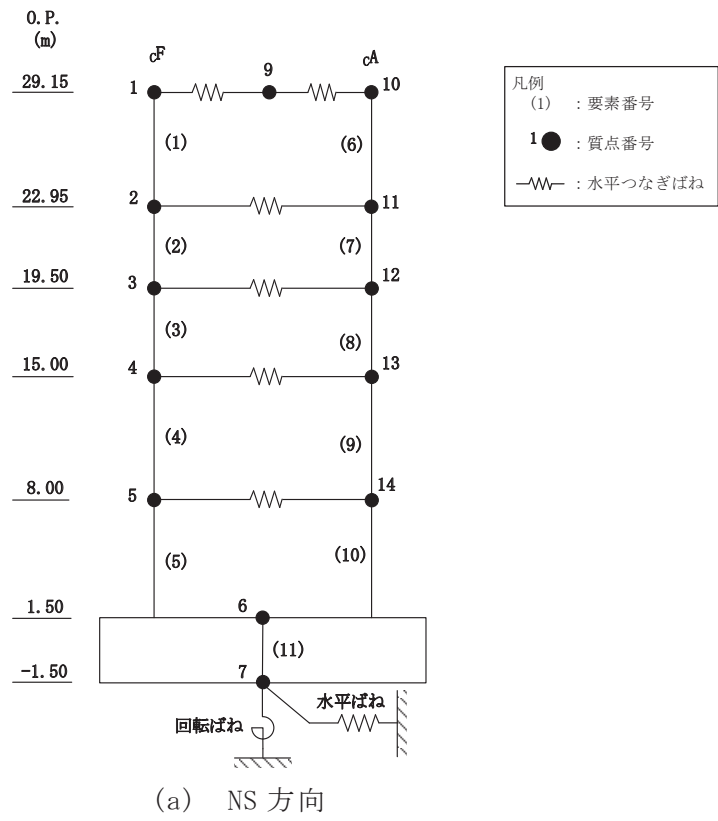 O.P.
(m)
cF
cA
29.15
1
9
10
(1)
(6)
22.95
2
11
(2)
(7)
19.50
3
12
(3)
(8)
15.00
4
13
(4)
(9)
8.00
5
14
(5)
(10)
1.50
6
(11)
-1.50
7
水平ばね
回転ばね
凡例
(1) : 要素番号
1 : 質点番号
: 水平つなぎばね
(a) NS 方向